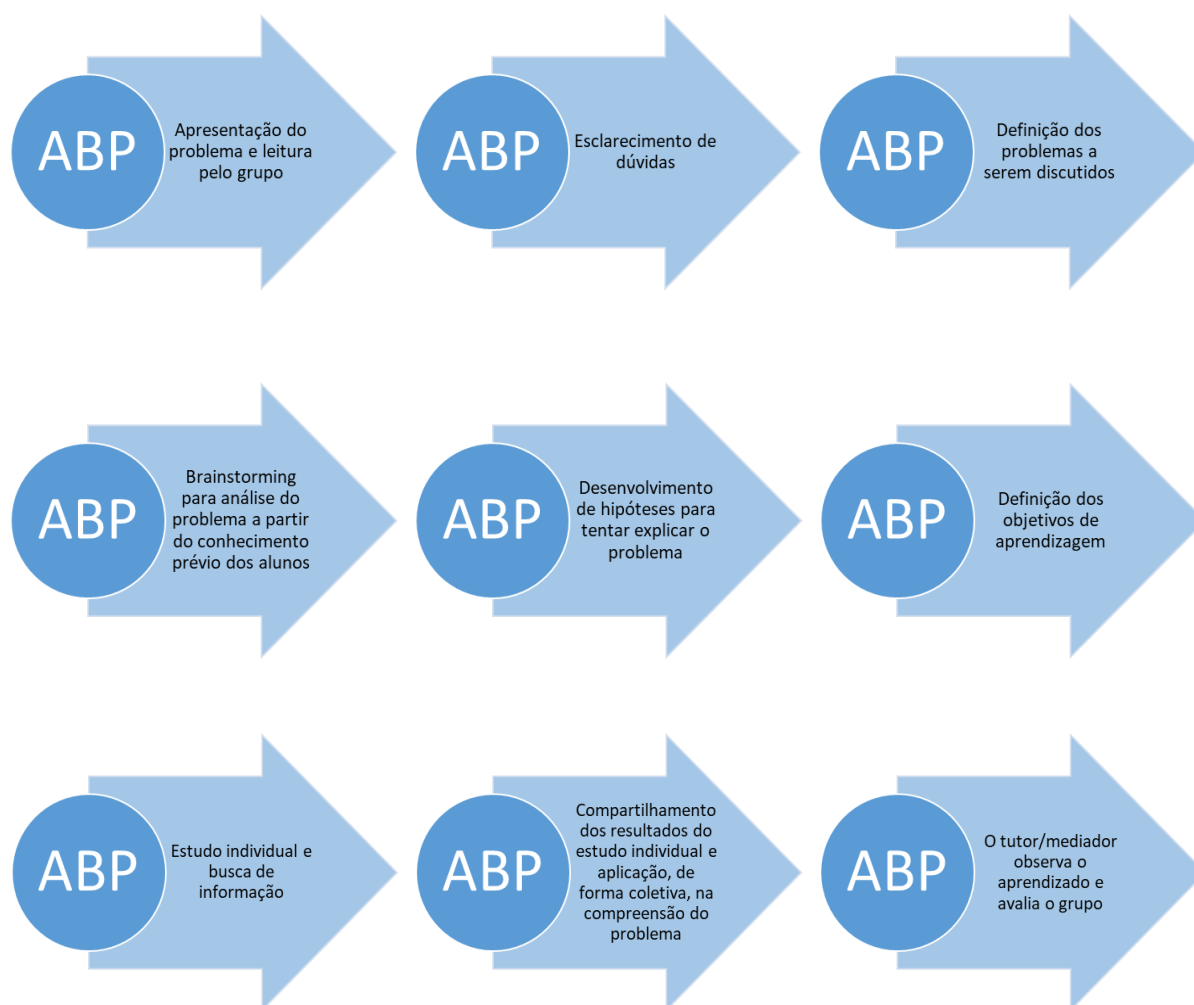 ABP
Apresentação do
problema e leitura
pelo grupo
ABP
Esclarecimento de
dúvidas
ABP
Definição dos
problemas a
serem discutidos
ABP
Brainstorming
para análise do
problema a partir
do conhecimento
prévio dos alunos
ABP
Desenvolvimento
de hipóteses para
tentar explicar o
problema
ABP
Definição dos
objetivos de
aprendizagem
ABP
Estudo individual e
busca de
informação
ABP
Compartilhamento
dos resultados do
estudo individual e
aplicação, de
forma coletiva, na
compreensão do
problema
ABP
O tutor/mediador
observa o
aprendizado e
avalia o grupo